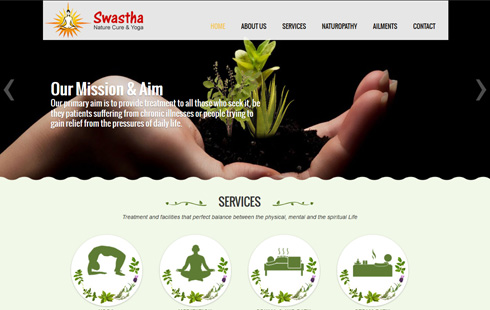 Swastha
Nature Cure & Yoga
HOME ABOUT US SERVICES NATUROPATHY AILMENTS CONTACT
Our Mission & Aim
Our primary aim is to provide treatment to all those who seek it, be
they patients suffering from chronic illnesses or people trying to
gain relief from the pressures of daily life.
SERVICES
Treatment and facilities that perfect balance between the physical, mental and the spiritual Life